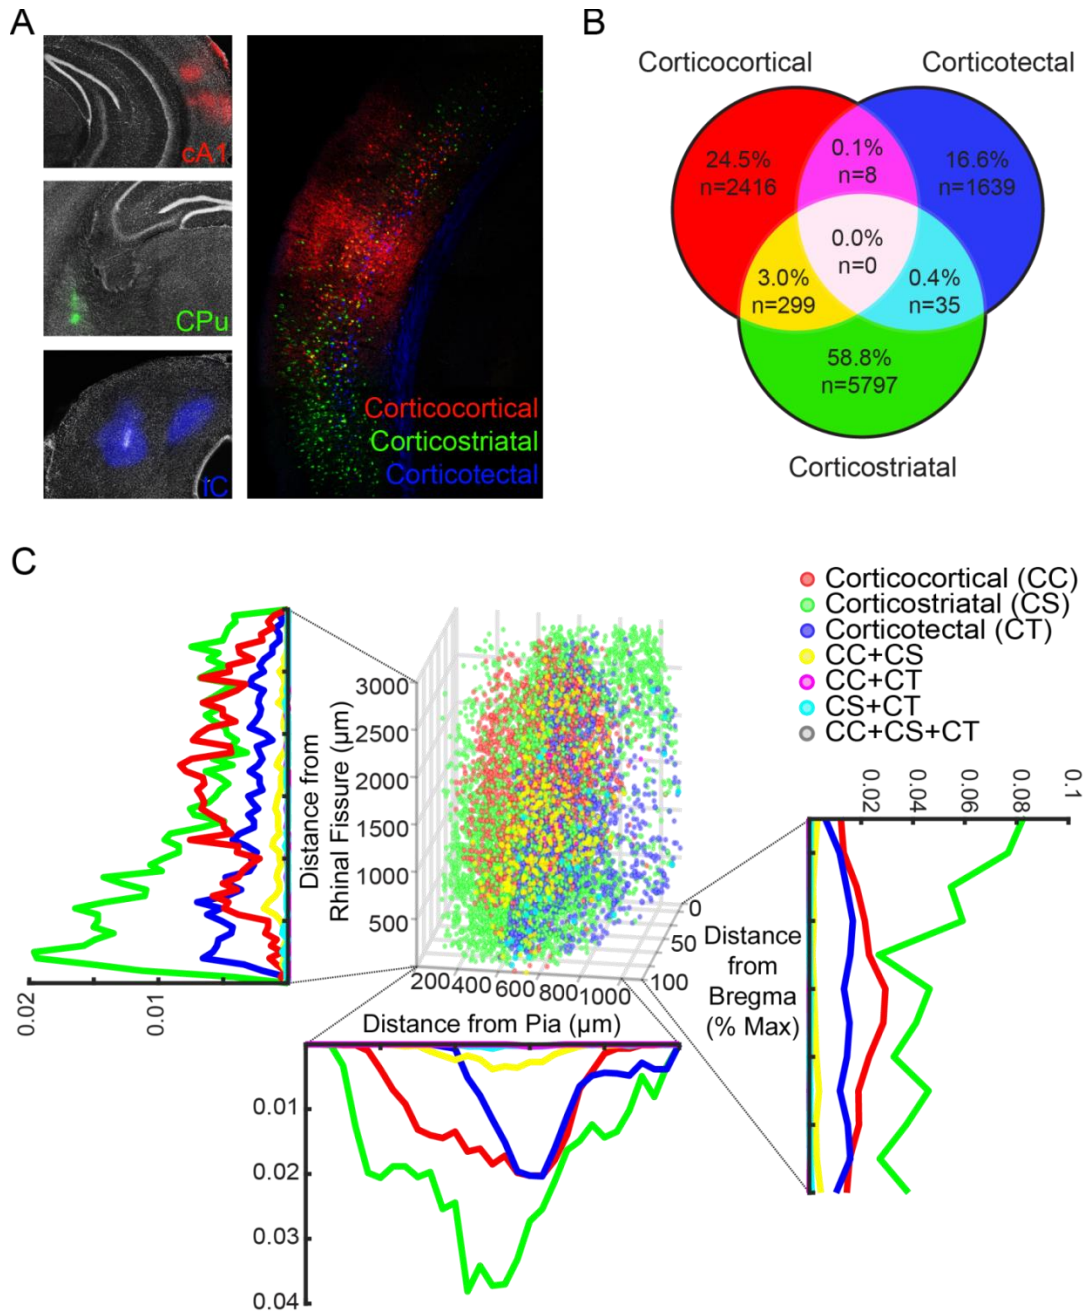 A
cA1
CPu
IC
Corticocortical
Corticostriatal
Corticotectal
B
Corticocortical
Corticotectal
24.5%
n=2416
0.1%
n=8
16.6%
n=1639
0.0%
n=0
3.0%
n=299
0.4%
n=35
58.8%
n=5797
Corticostriatal
C
Corticocortical (CC)
Corticostriatal (CS)
Corticotectal (CT)
CC+CS
CC+CT
CS+CT
CC+CS+CT
0.02
0.01
Distance from
Rhinal Fissure (µm)
3000
2500
2000
1500
1000
500
200
400
600
800
1000
0
50
100
Distance from Pia (µm)
0.01
0.02
0.03
0.04
Distance
from
Bregma
(% Max)
0.02
0.04
0.06
0.08
0.1